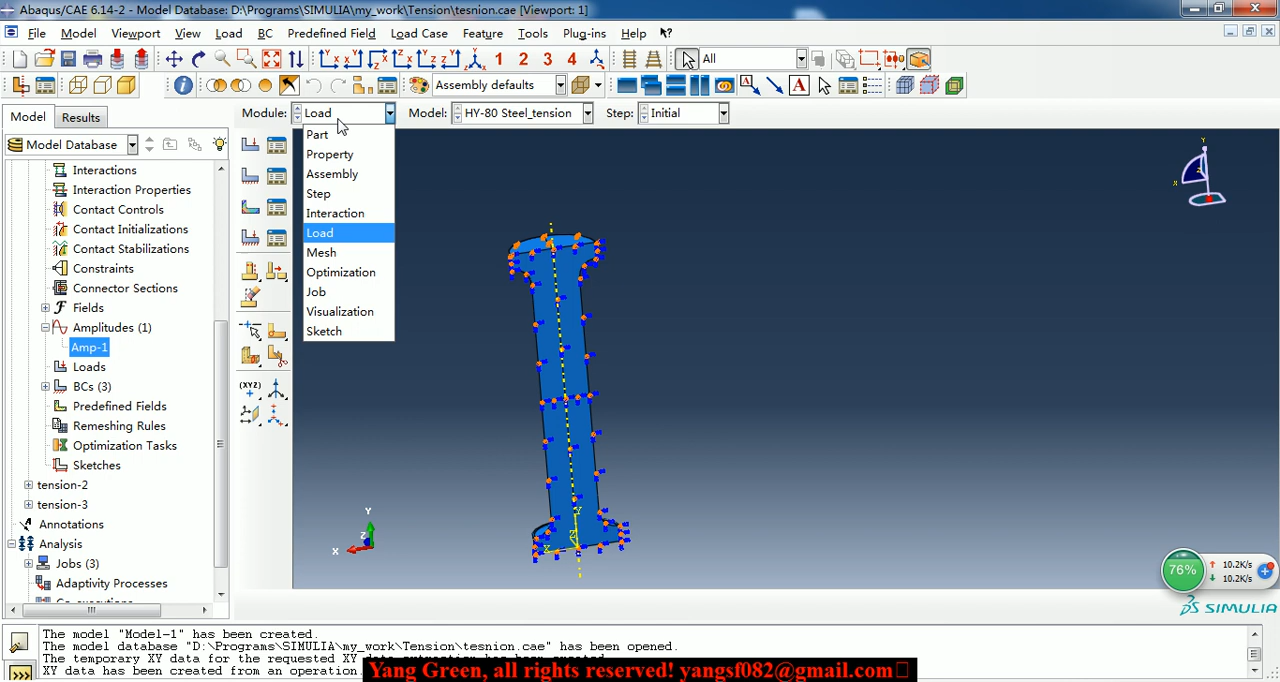 Abaqus/CAE 6.14-2 - Model Database: D:\Programs\SIMULIA\my_work\Tension\tesnion.cae [Viewport: 1]
File Model Viewport View Load BC Predefined Field Load Case Feature Tools Plug-ins Help
1 2 3 4 All
Assembly defaults
Model Results Module: Load Model: HY-80 Steel_tension Step: Initial
Model Database
Part
Property
Assembly
Step
Interaction
Load
Mesh
Optimization
Job
Visualization
Sketch
Interactions
Interaction Properties
Contact Controls
Contact Initializations
Contact Stabilizations
Constraints
Connector Sections
Fields
Amplitudes (1)
Amp-1
Loads
BCs (3)
Predefined Fields
Remeshing Rules
Optimization Tasks
Sketches
tension-2
tension-3
Annotations
Analysis
Jobs (3)
Adaptivity Processes
(XYZ)
Y
X
Z
Y
X
Z
Y
X
Z
76%
10.2K/s
10.2K/s
SIMULIA
The model "Model-1" has been created.
The model database "D:\Programs\SIMULIA\my_work\Tension\tesnion.cae" has been opened.
The temporary XY data for the requested XY
XY data has been created from an operation.
Yang Green, all rights reserved! yangsf082@gmail.com